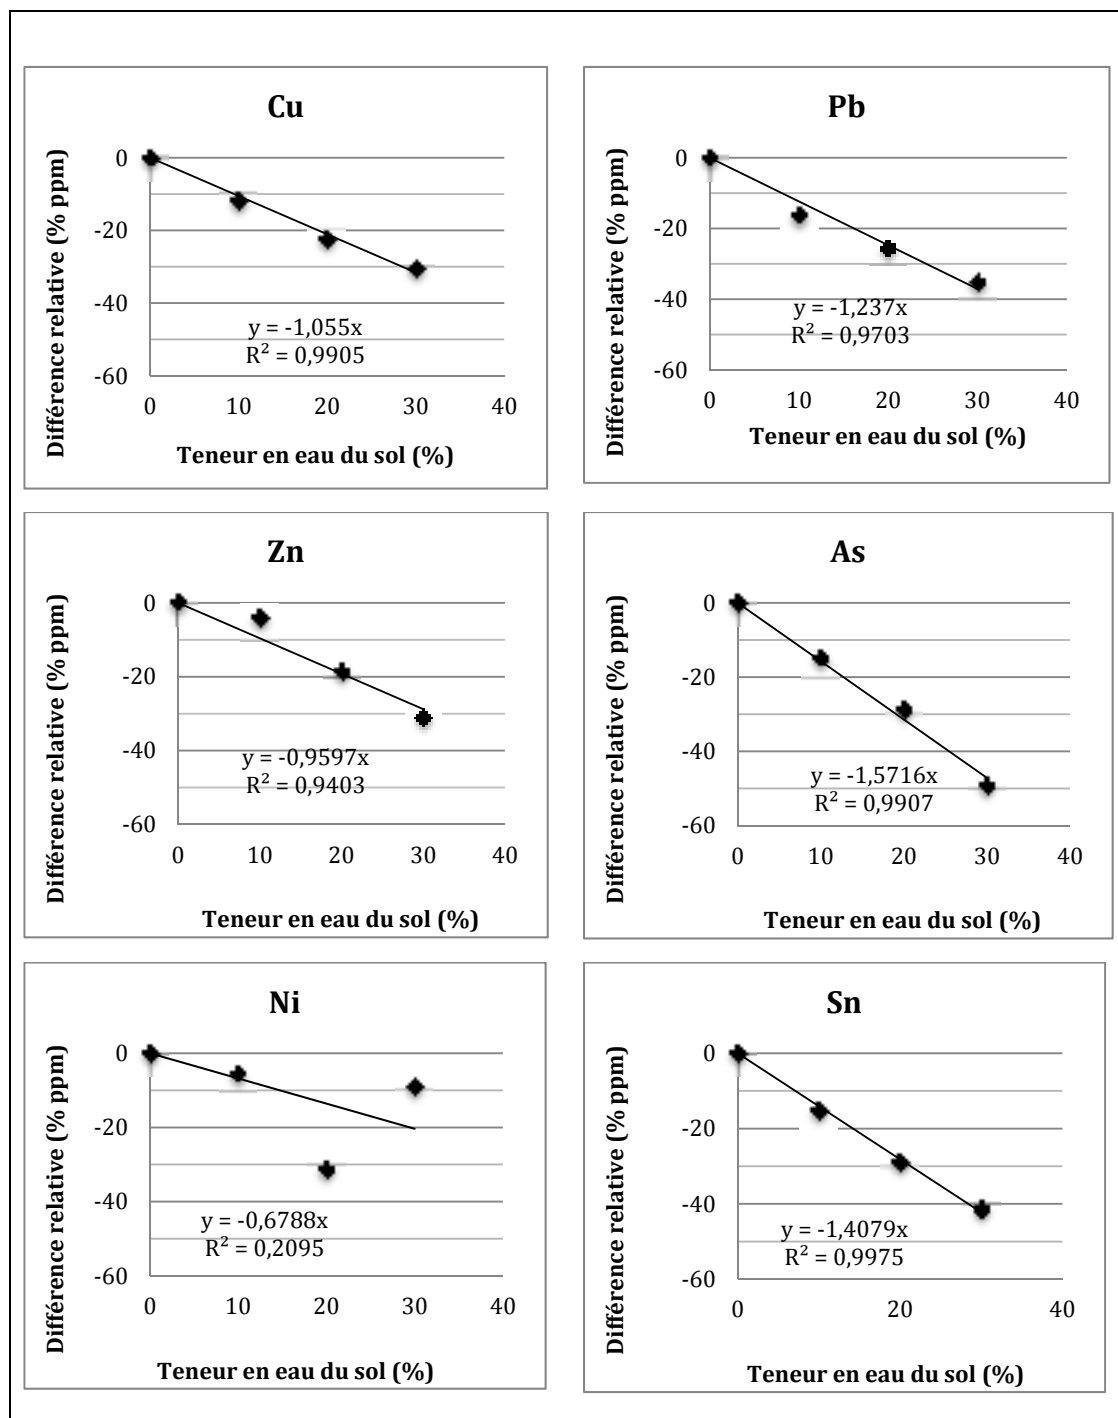 Cu
Différence relative (% ppm)
0
-20
-40
-60
y = -1,055x
R² = 0,9905
0 10 20 30 40
Teneur en eau du sol (%)
Pb
Différence relative (% ppm)
0
-20
-40
-60
y = -1,237x
R² = 0,9703
0 10 20 30 40
Teneur en eau du sol (%)
Zn
Différence relative (% ppm)
0
-20
-40
-60
y = -0,9597x
R² = 0,9403
0 10 20 30 40
Teneur en eau du sol (%)
As
Différence relative (% ppm)
0
-20
-40
-60
y = -1,5716x
R² = 0,9907
0 10 20 30 40
Teneur en eau du sol (%)
Ni
Différence relative (% ppm)
0
-20
-40
-60
y = -0,6788x
R² = 0,2095
0 10 20 30 40
Teneur en eau du sol (%)
Sn
Différence relative (% ppm)
0
-20
-40
-60
y = -1,4079x
R² = 0,9975
0 20 40
Teneur en eau du sol (%)